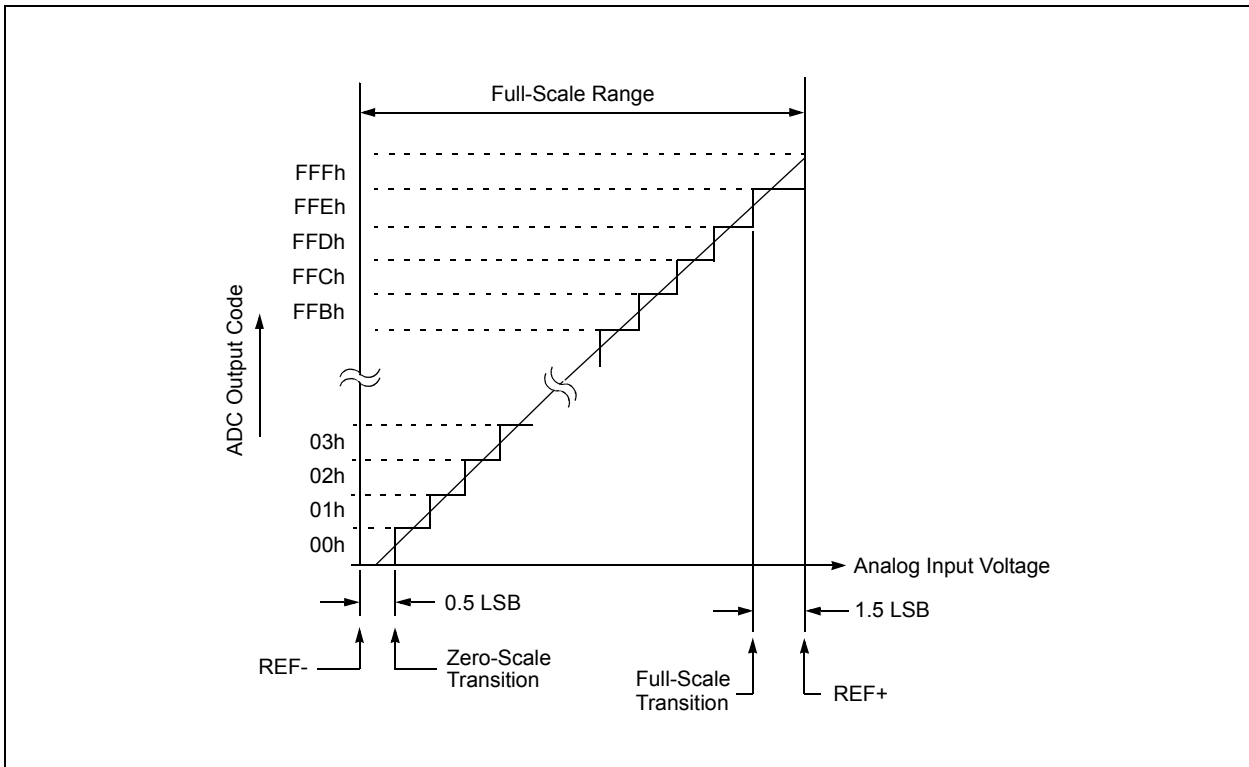 Full-Scale Range
FFFh
FFEh
FFDh
FFCh
FFBh
ADC Output Code
03h
02h
01h
00h
Analog Input Voltage
0.5 LSB
1.5 LSB
REF-
Zero-Scale
Transition
Full-Scale
Transition
REF+